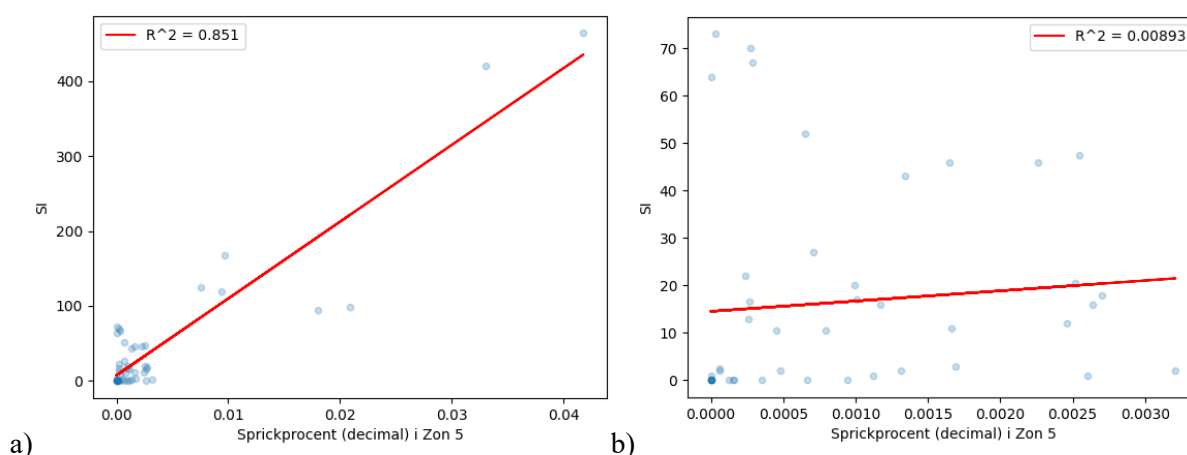 R^2 = 0.851
400
300
200
100
0
SI
0.00 0.01 0.02 0.03 0.04
Sprickprocent (decimal) i Zon 5
a)
R^2 = 0.00893
70
60
50
40
30
20
10
0
SI
0.0000 0.0005 0.0010 0.0015 0.0020 0.0025 0.0030
Sprickprocent (decimal) i Zon 5
b)